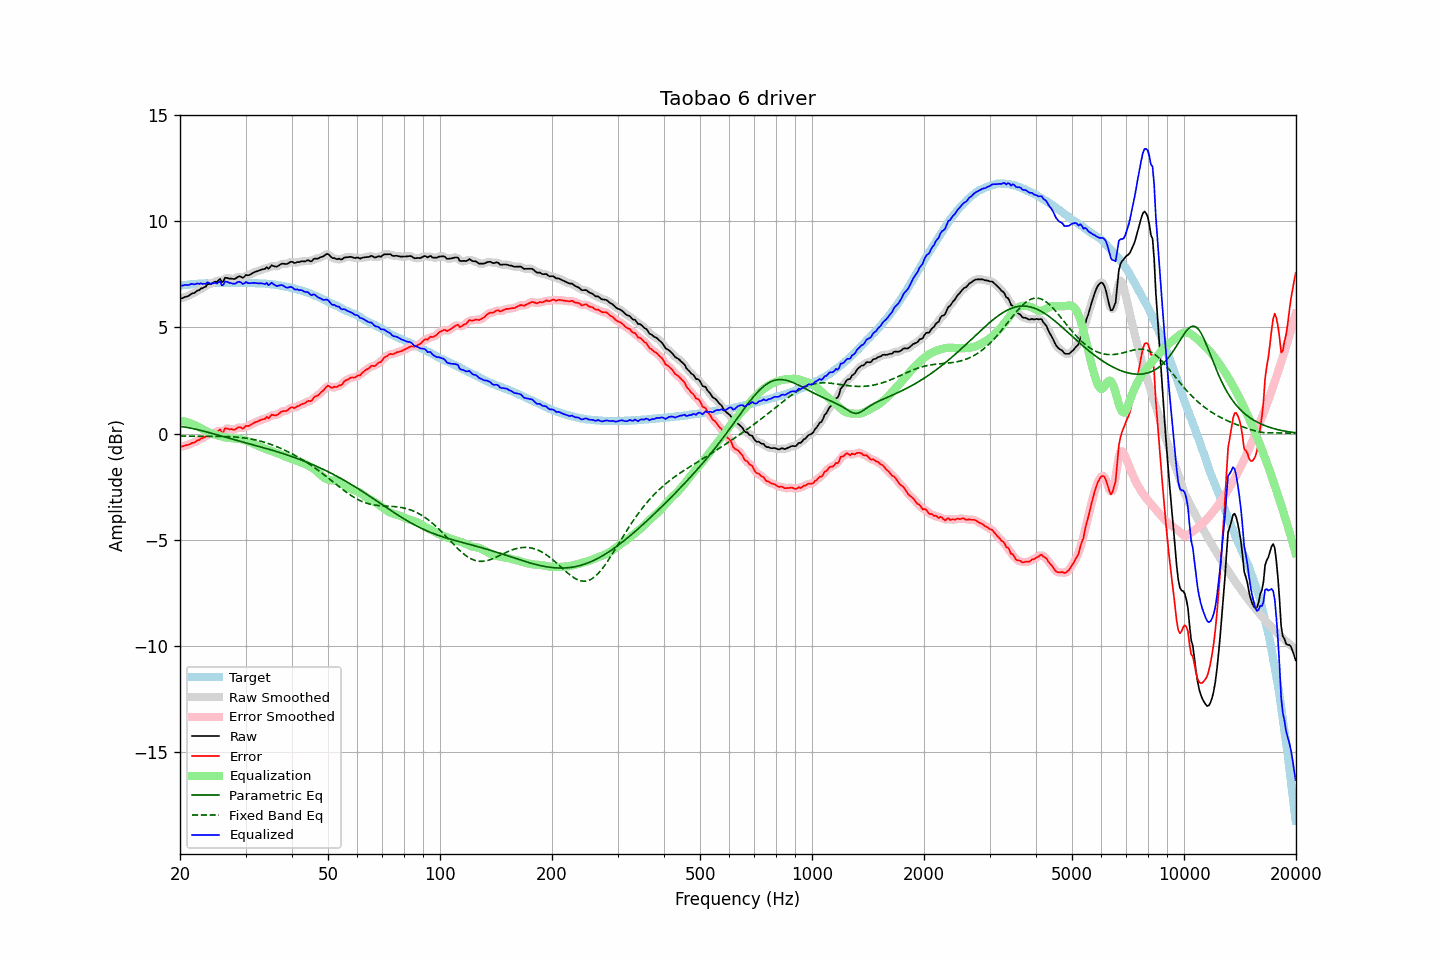 Taobao 6 driver
15
10
5
0
−5
−10
−15
Amplitude (dBr)
Target
Raw Smoothed
Error Smoothed
Raw
Error
Equalization
Parametric Eq
Fixed Band Eq
Equalized
20 50 100 200 500 1000 2000 5000 10000 20000
Frequency (Hz)